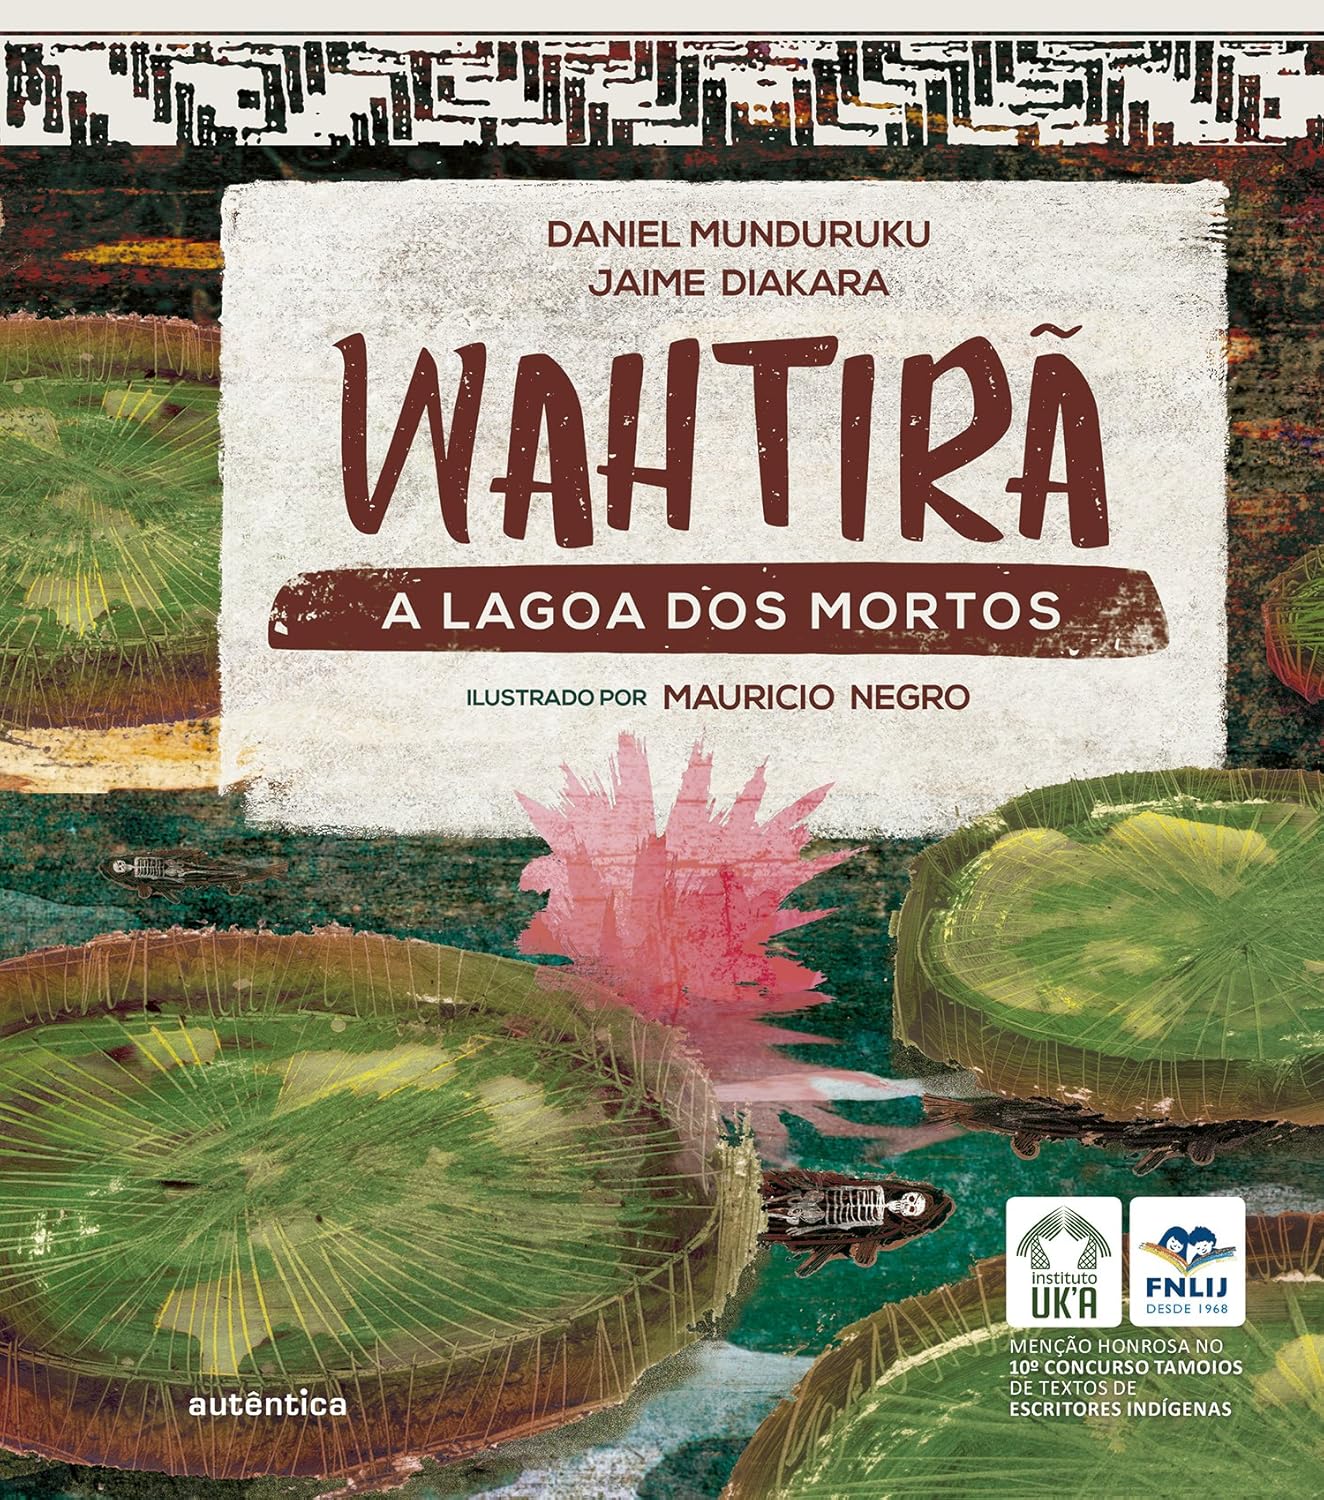 DANIEL MUNDURUKU
JAIME DIAKARA
WAHTIRÃ
A LAGOA DOS MORTOS
ILUSTRADO POR MAURICIO NEGRO
instituto
UK'A
FNLIJ
DESDE 1968
MENÇÃO HONROSA NO
10º CONCURSO TAMOIOS
DE TEXTOS DE
ESCRITORES INDÍGENAS
autêntica